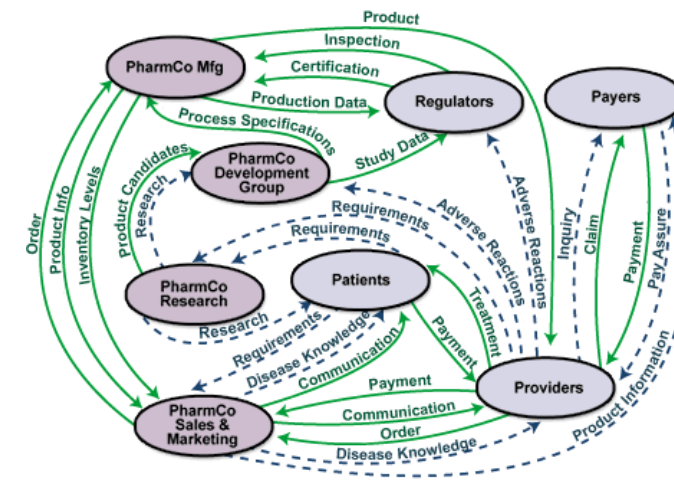 Product
Inspection
PharmCo Mfg
Certification
Regulators
Payers
Production Data
Process Specifications
Study Data
PharmCo
Development
Group
Product Candidates
Research
Order
Product Info
Inventory Levels
Requirements
Requirements
Adverse Reactions
Adverse Reactions
Inquiry
Claim
Payment
Pay Assure
PharmCo
Research
Patients
Research
Requirements
Disease Knowledge
Communication
Treatment
Payment
Payment
Providers
PharmCo
Sales &
Marketing
Communication
Order
Disease Knowledge
Product Information